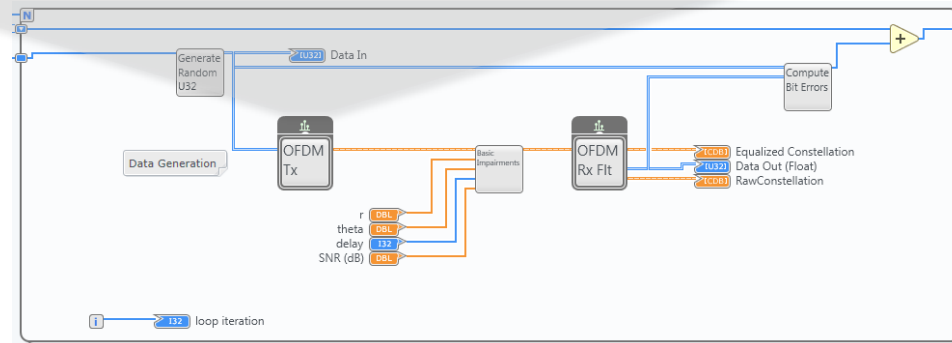 N
Generate
Random
U32
[U32] Data In
+
Compute
Bit Errors
Data Generation
OFDM
Tx
Basic
Impairments
OFDM
Rx Flt
[CDB] Equalized Constellation
[U32] Data Out (Float)
[CDB] RawConstellation
r DBL
theta DBL
delay I32
SNR (dB) DBL
i
I32 loop iteration